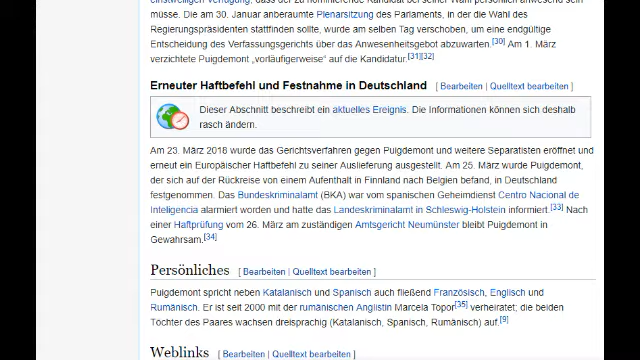 einstweiligen Verfügung, dass der zu nominierende Kandidat bei seiner Wahl persönlich anwesend sein
müsse. Die am 30. Januar anberaumte Plenarsitzung des Parlaments, in der die Wahl des
Regierungspräsidenten stattfinden sollte, wurde am selben Tag verschoben, um eine endgültige
Entscheidung des Verfassungsgerichts über das Anwesenheitsgebot abzuwarten.[30] Am 1. März
verzichtete Puigdemont „vorläufigerweise“ auf die Kandidatur.[31][32]
Erneuter Haftbefehl und Festnahme in Deutschland [ Bearbeiten | Quelltext bearbeiten ]
Dieser Abschnitt beschreibt ein aktuelles Ereignis. Die Informationen können sich deshalb
rasch ändern.
Am 23. März 2018 wurde das Gerichtsverfahren gegen Puigdemont und weitere Separatisten eröffnet und
erneut ein Europäischer Haftbefehl zu seiner Auslieferung ausgestellt. Am 25. März wurde Puigdemont,
der sich auf der Rückreise von einem Aufenthalt in Finnland nach Belgien befand, in Deutschland
festgenommen. Das Bundeskriminalamt (BKA) war vom spanischen Geheimdienst Centro Nacional de
Inteligencia alarmiert worden und hatte das Landeskriminalamt in Schleswig-Holstein informiert.[33] Nach
einer Haftprüfung vom 26. März am zuständigen Amtsgericht Neumünster bleibt Puigdemont in
Gewahrsam.[34]
Persönliches [ Bearbeiten | Quelltext bearbeiten ]
Puigdemont spricht neben Katalanisch und Spanisch auch fließend Französisch, Englisch und
Rumänisch. Er ist seit 2000 mit der rumänischen Anglistin Marcela Topor[35] verheiratet; die beiden
Töchter des Paares wachsen dreisprachig (Katalanisch, Spanisch, Rumänisch) auf.[9]
Weblinks [ Bearbeiten | Quelltext bearbeiten ]